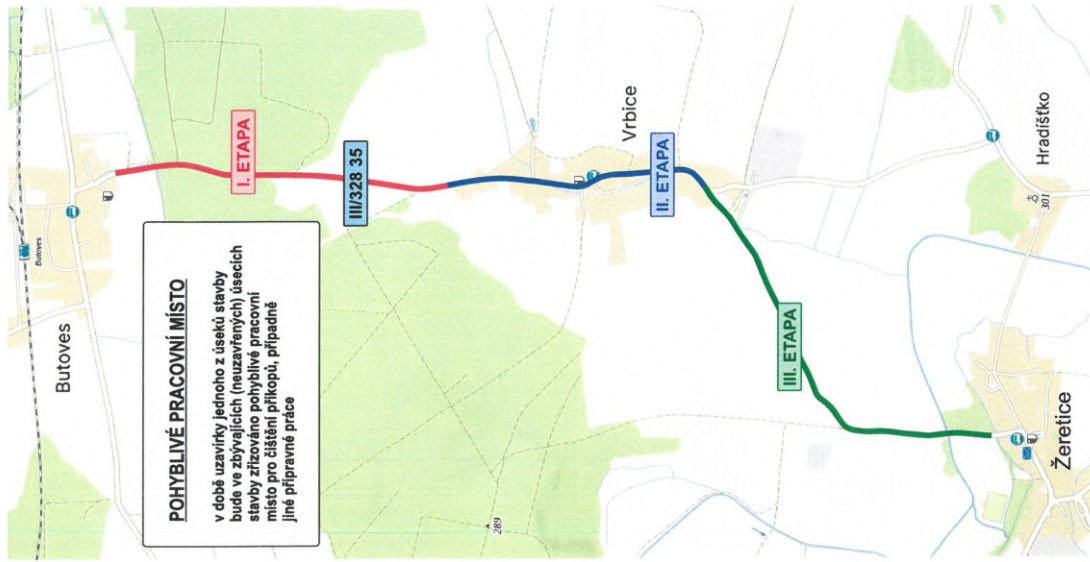 Butoves
Butoves
POHYBLIVÉ PRACOVNÍ MÍSTO
v době uzavírky jednoho z úseků stavby
bude ve zbývajících (neuzavřených) úsecích
stavby zřizováno pohyblivé pracovní
místo pro čištění příkopů, případně
jiné přípravné práce
I. ETAPA
III/328 35
Vrbice
II. ETAPA
III. ETAPA
289
Hradíšťko
301
Žeretice